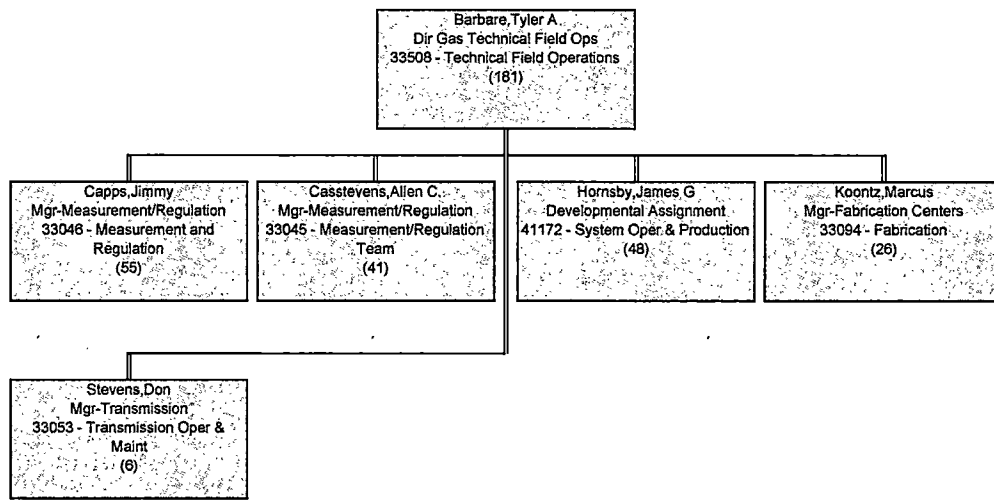 Barbare,Tyler A
Dir Gas Technical Field Ops
33508 - Technical Field Operations
(181)
Capps,Jimmy
Mgr-Measurement/Regulation
33046 - Measurement and
Regulation
(55)
Casstevens,Allen C.
Mgr-Measurement/Regulation
33045 - Measurement/Regulation
Team
(41)
Hornsby,James G
Developmental Assignment
41172 - System Oper & Production
(48)
Koontz,Marcus
Mgr-Fabrication Centers
33094 - Fabrication
(26)
Stevens,Don
Mgr-Transmission
33053 - Transmission Oper &
Maint
(6)